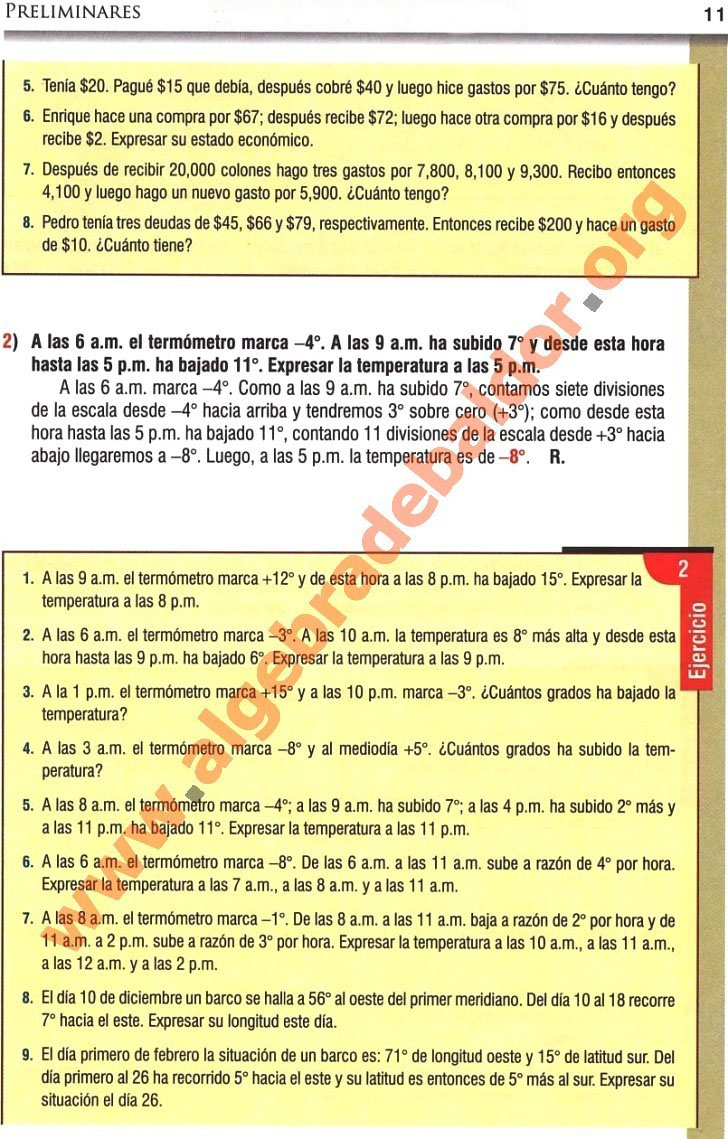 PRELIMINARES 11
5. Tenía $20. Pagué $15 que debía, después cobré $40 y luego hice gastos por $75. ¿Cuánto tengo?
6. Enrique hace una compra por $67; después recibe $72; luego hace otra compra por $16 y después
recibe $2. Expresar su estado económico.
7. Después de recibir 20,000 colones hago tres gastos por 7,800, 8,100 y 9,300. Recibo entonces
4,100 y luego hago un nuevo gasto por 5,900. ¿Cuánto tengo?
8. Pedro tenía tres deudas de $45, $66 y $79, respectivamente. Entonces recibe $200 y hace un gasto
de $10. ¿Cuánto tiene?
2) A las 6 a.m. el termómetro marca –4°. A las 9 a.m. ha subido 7° y desde esta hora
hasta las 5 p.m. ha bajado 11°. Expresar la temperatura a las 5 p.m.
A las 6 a.m. marca –4°. Como a las 9 a.m. ha subido 7°, contamos siete divisiones
de la escala desde –4° hacia arriba y tendremos 3° sobre cero (+3°); como desde esta
hora hasta las 5 p.m. ha bajado 11°, contando 11 divisiones de la escala desde +3° hacia
abajo llegaremos a –8°. Luego, a las 5 p.m. la temperatura es de –8°. R.
2
Ejercicio
1. A las 9 a.m. el termómetro marca +12° y de esta hora a las 8 p.m. ha bajado 15°. Expresar la
temperatura a las 8 p.m.
2. A las 6 a.m. el termómetro marca –3°. A las 10 a.m. la temperatura es 8° más alta y desde esta
hora hasta las 9 p.m. ha bajado 6°. Expresar la temperatura a las 9 p.m.
3. A la 1 p.m. el termómetro marca +15° y a las 10 p.m. marca –3°. ¿Cuántos grados ha bajado la
temperatura?
4. A las 3 a.m. el termómetro marca –8° y al mediodía +5°. ¿Cuántos grados ha subido la tem-
peratura?
5. A las 8 a.m. el termómetro marca –4°; a las 9 a.m. ha subido 7°; a las 4 p.m. ha subido 2° más y
a las 11 p.m. ha bajado 11°. Expresar la temperatura a las 11 p.m.
6. A las 6 a.m. el termómetro marca –8°. De las 6 a.m. a las 11 a.m. sube a razón de 4° por hora.
Expresar la temperatura a las 7 a.m., a las 8 a.m. y a las 11 a.m.
7. A las 8 a.m. el termómetro marca –1°. De las 8 a.m. a las 11 a.m. baja a razón de 2° por hora y de
11 a.m. a 2 p.m. sube a razón de 3° por hora. Expresar la temperatura a las 10 a.m., a las 11 a.m.,
a las 12 a.m. y a las 2 p.m.
8. El día 10 de diciembre un barco se halla a 56° al oeste del primer meridiano. Del día 10 al 18 recorre
7° hacia el este. Expresar su longitud este día.
9. El día primero de febrero la situación de un barco es: 71° de longitud oeste y 15° de latitud sur. Del
día primero al 26 ha recorrido 5° hacia el este y su latitud es entonces de 5° más al sur. Expresar su
situación el día 26.
www.algebradebaldor.org